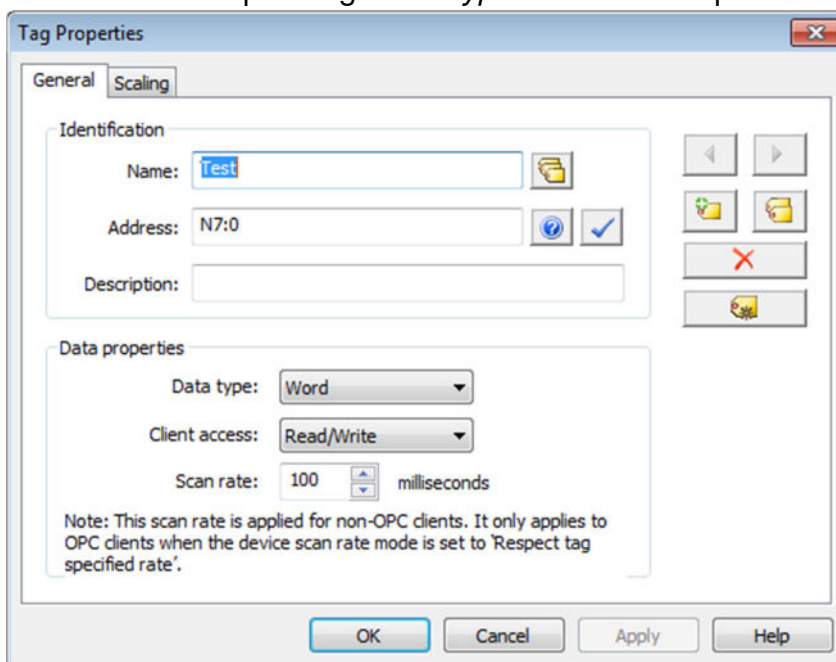 Tag Properties
General Scaling
Identification
Name: Test
Address: N7:0
Description:
Data properties
Data type: Word
Client access: Read/Write
Scan rate: 100 milliseconds
Note: This scan rate is applied for non-OPC clients. It only applies to
OPC clients when the device scan rate mode is set to 'Respect tag
specified rate'.
OK Cancel Apply Help